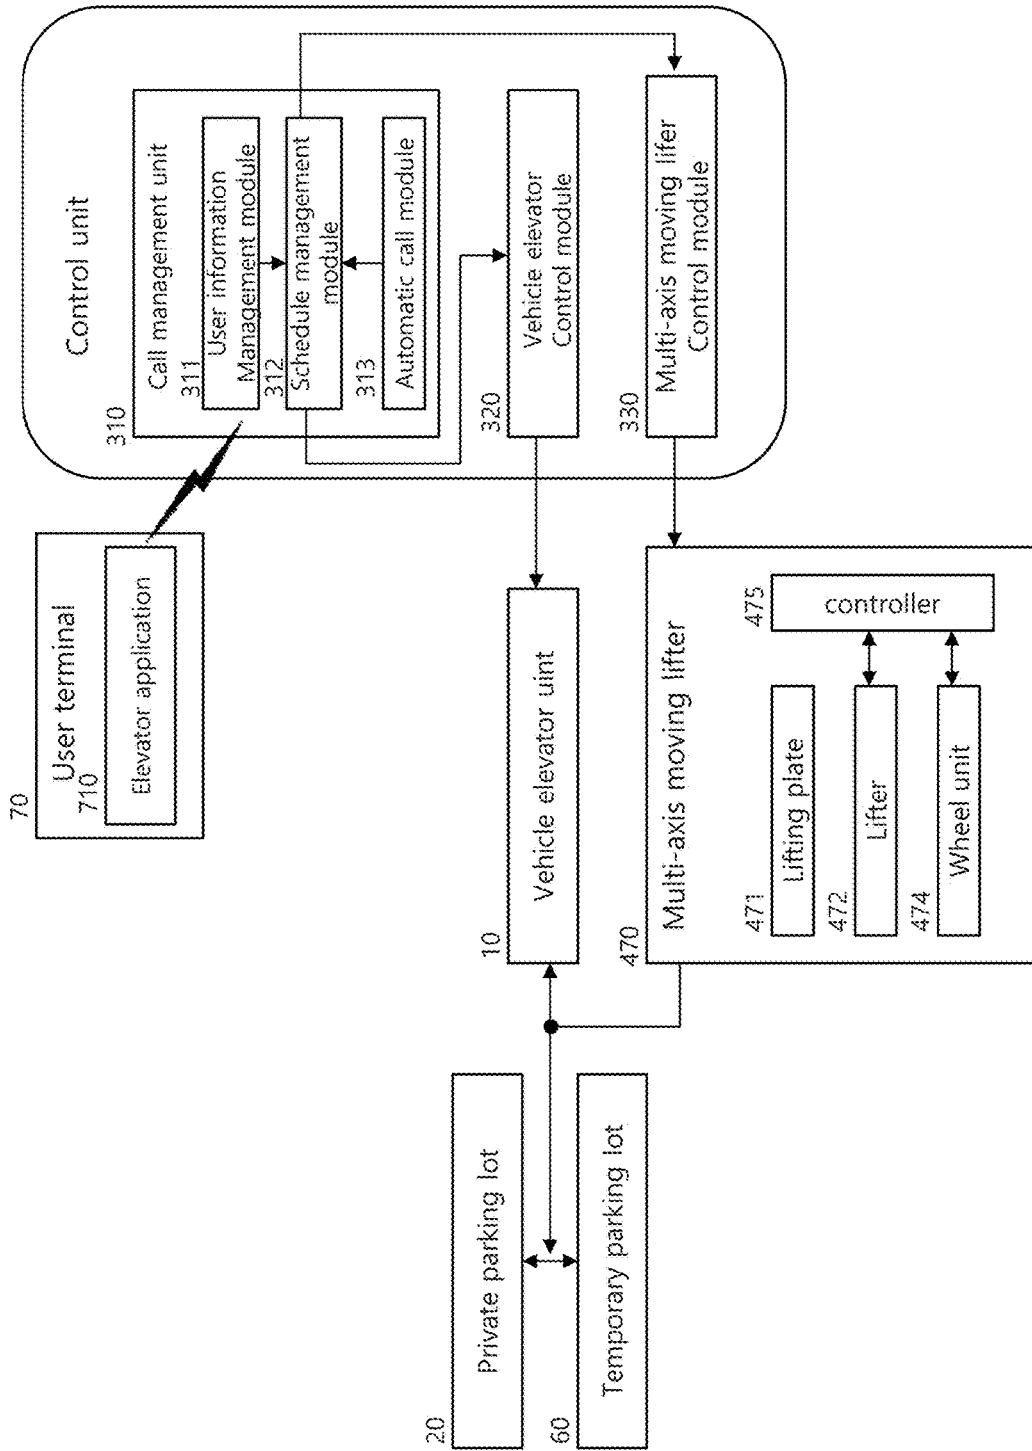 Control unit
310
Call management unit
311
User information
Management module
312
Schedule management
module
313
Automatic call module
320
Vehicle elevator
Control module
330
Multi-axis moving lifer
Control module
70
User terminal
710
Elevator application
10
Vehicle elevator uint
470
Multi-axis moving lifter
471
Lifting plate
472
Lifter
474
Wheel unit
475
controller
20
Private parking lot
60
Temporary parking lot